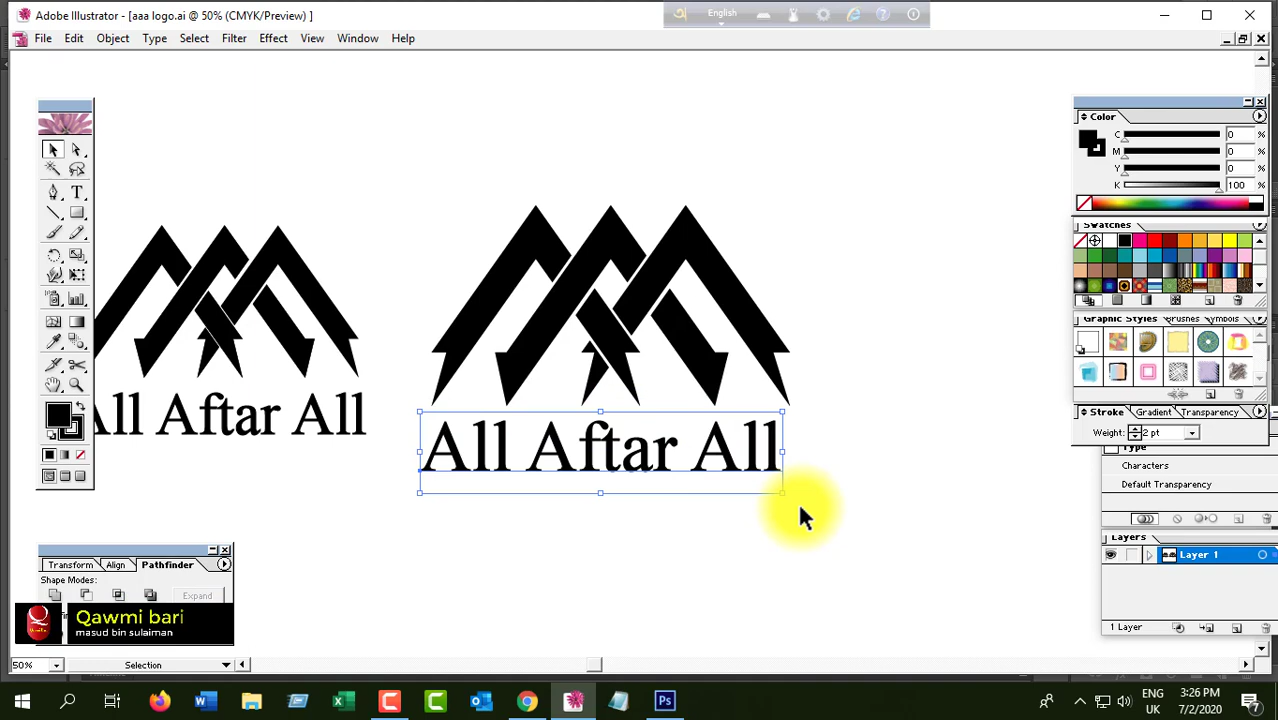 Adobe Illustrator - [aaa logo.ai @ 50% (CMYK/Preview) ]
English
File Edit Object Type Select Filter Effect View Window Help
Color
C 0 %
M 0 %
Y 0 %
K 100 %
Swatches
Graphic Styles Brushes Symbols
Stroke Gradient Transparency
Weight: 2 pt
Type
Characters
Default Transparency
Layers
Layer 1
1 Layer
All Aftar All
All Aftar All
Transform Align Pathfinder
Shape Modes:
Expand
Qawmi bari
masud bin sulaiman
50% Selection
ENG
UK
3:26 PM
7/2/2020
7
Ps